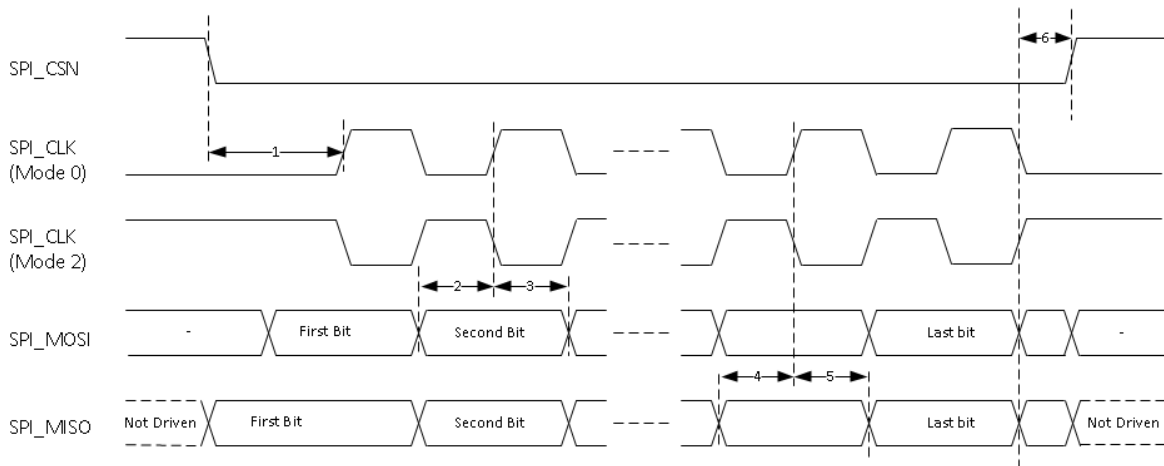 SPI_CSN
6
SPI_CLK
(Mode 0)
1
SPI_CLK
(Mode 2)
2
3
SPI_MOSI
-
First Bit
Second Bit
Last bit
-
4
5
SPI_MISO
Not Driven
First Bit
Second Bit
Last bit
Not Driven